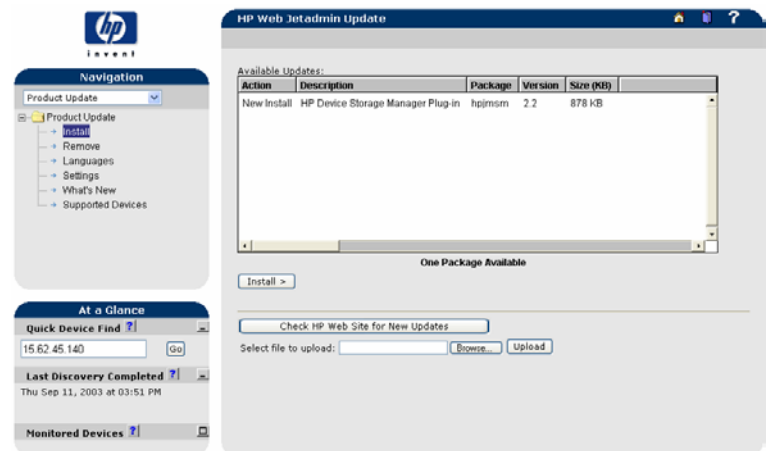 hp
invent
HP Web Jetadmin Update
?
Navigation
Product Update
Product Update
Install
Remove
Languages
Settings
What's New
Supported Devices
Available Updates:
Action Description Package Version Size (KB)
New Install HP Device Storage Manager Plug-in hpjmsm 2.2 878 KB
One Package Available
Install >
Check HP Web Site for New Updates
Select file to upload: Browse... Upload
At a Glance
Quick Device Find ?
15.62.45.140 Go
Last Discovery Completed ?
Thu Sep 11, 2003 at 03:51 PM
Monitored Devices ?